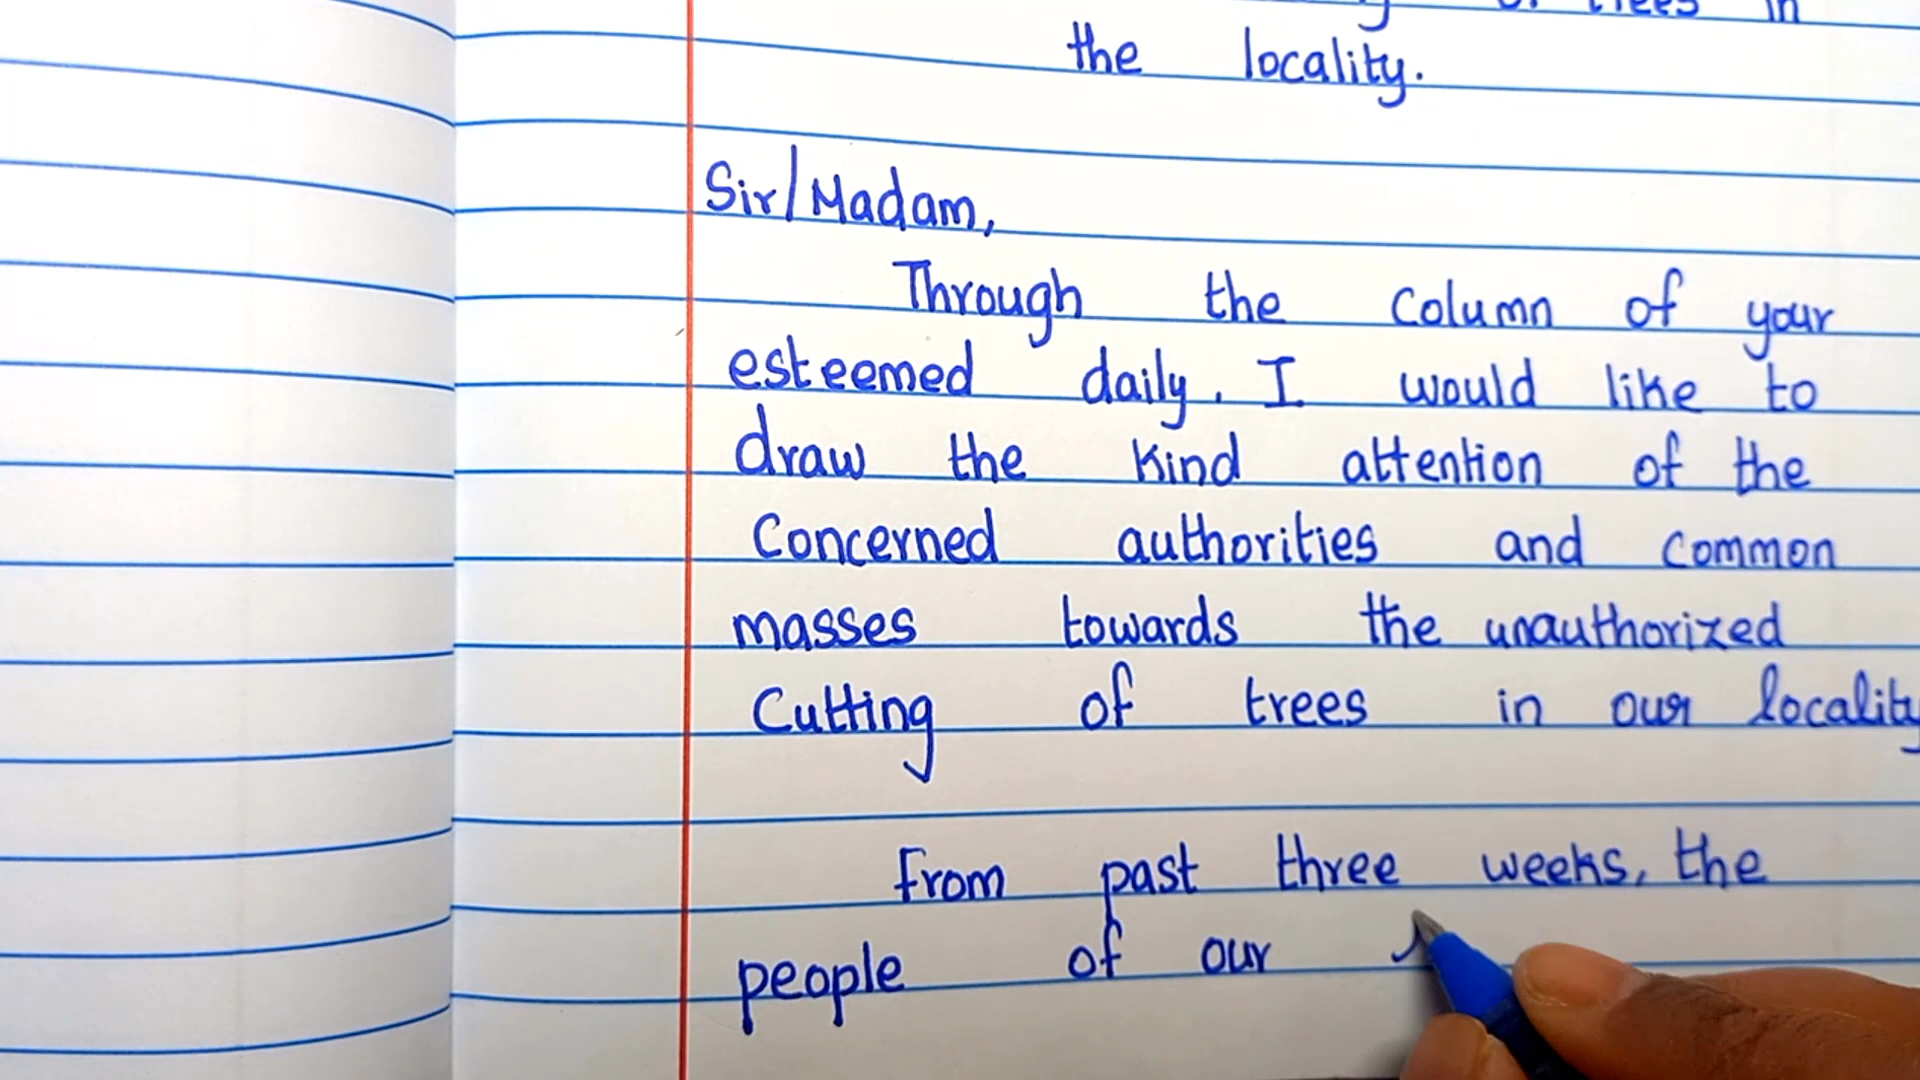 trees in
the locality.
Sir/Madam,
Through the column of your
esteemed daily. I would like to
draw the kind attention of the
Concerned authorities and common
masses towards the unauthorized
Cutting of trees in our locality
From past three weeks, the
people of our